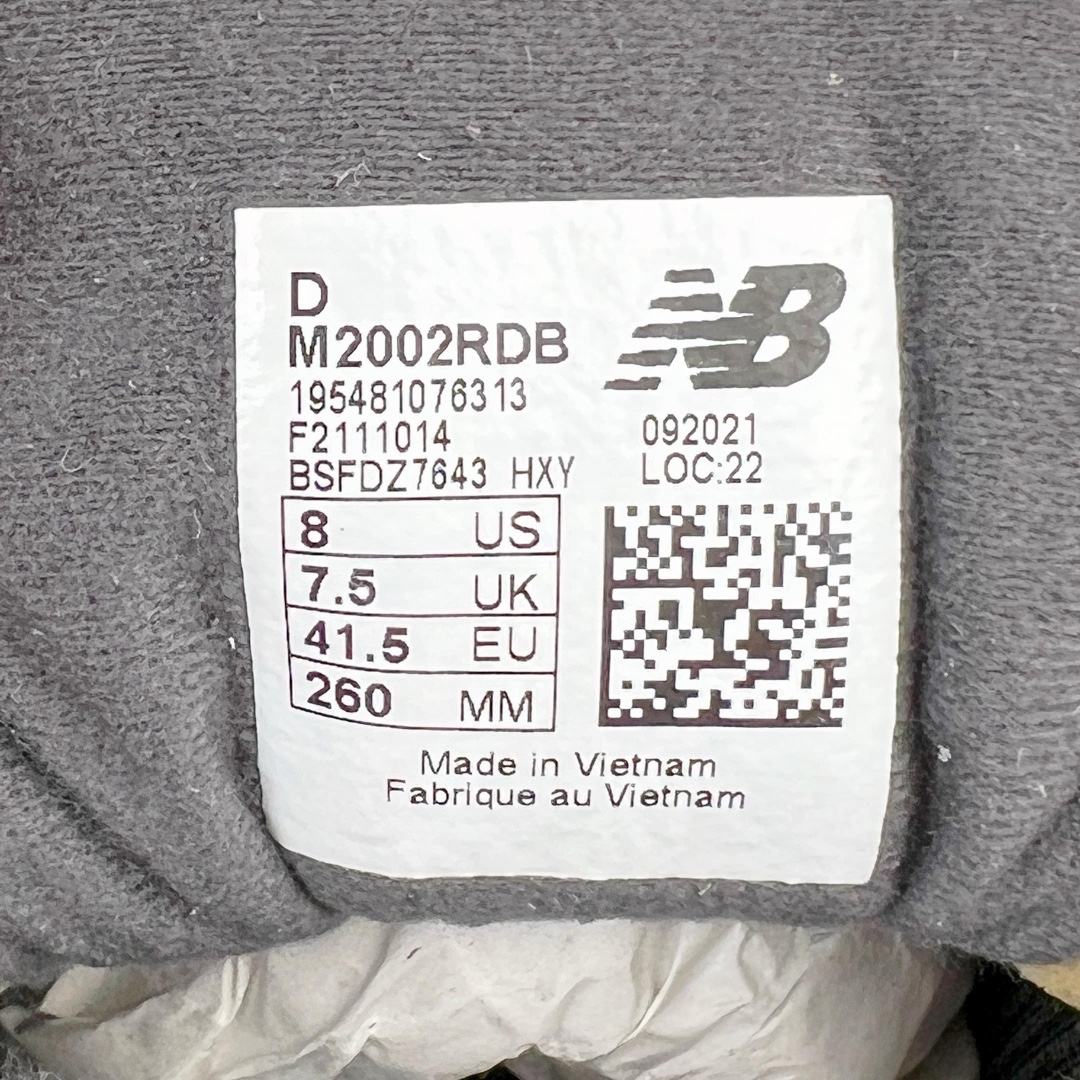 D
M2002RDB
195481076313
F2111014
BSFDZ7643 HXY
NB
092021
LOC:22
8 US
7.5 UK
41.5 EU
260 MM
Made in Vietnam
Fabrique au Vietnam